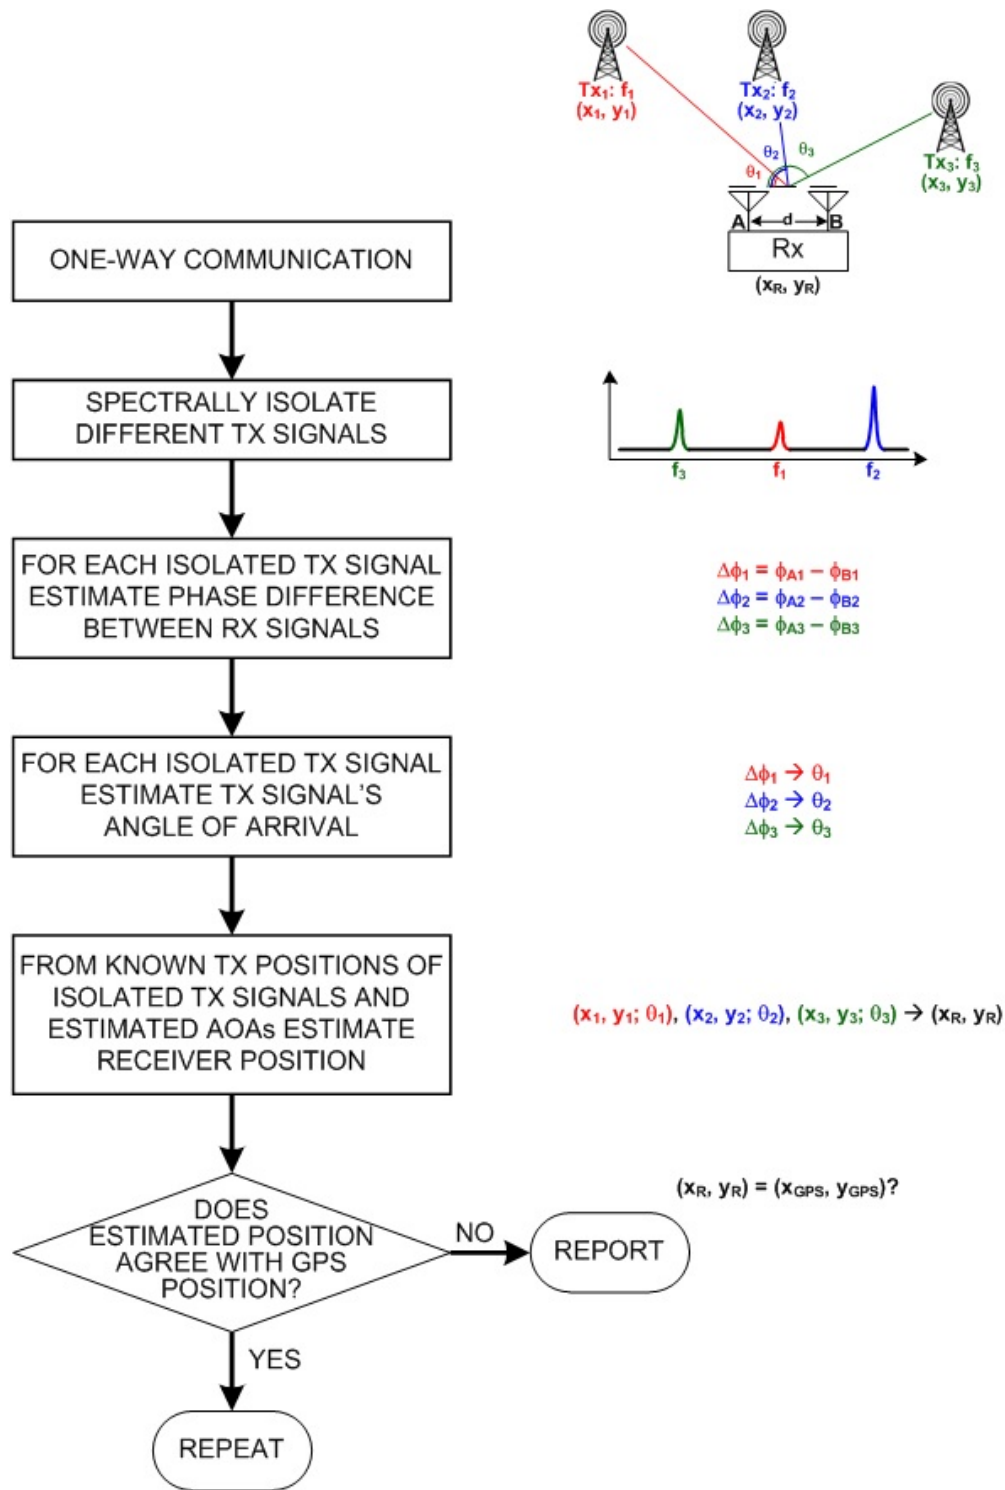 Tx₁: f₁
(x₁, y₁)
Tx₂: f₂
(x₂, y₂)
Tx₃: f₃
(x₃, y₃)
θ₁
θ₂
θ₃
A
d
B
Rx
(x_R, y_R)
ONE-WAY COMMUNICATION
SPECTRALLY ISOLATE
DIFFERENT TX SIGNALS
f₃
f₁
f₂
FOR EACH ISOLATED TX SIGNAL
ESTIMATE PHASE DIFFERENCE
BETWEEN RX SIGNALS
Δϕ₁ = ϕ_A1 – ϕ_B1
Δϕ₂ = ϕ_A2 – ϕ_B2
Δϕ₃ = ϕ_A3 – ϕ_B3
FOR EACH ISOLATED TX SIGNAL
ESTIMATE TX SIGNAL'S
ANGLE OF ARRIVAL
Δϕ₁ → θ₁
Δϕ₂ → θ₂
Δϕ₃ → θ₃
FROM KNOWN TX POSITIONS OF
ISOLATED TX SIGNALS AND
ESTIMATED AOAs ESTIMATE
RECEIVER POSITION
(x₁, y₁; θ₁), (x₂, y₂; θ₂), (x₃, y₃; θ₃) → (x_R, y_R)
DOES
ESTIMATED POSITION
AGREE WITH GPS
POSITION?
(x_R, y_R) = (x_GPS, y_GPS)?
NO
REPORT
YES
REPEAT